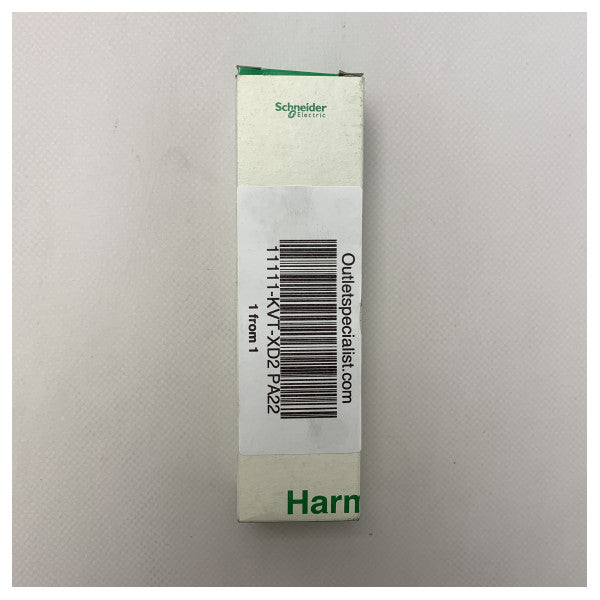 Schneider
Electric
Outletspecialist.com
11111-KVT-XD2 PA22
1 from 1
Harm